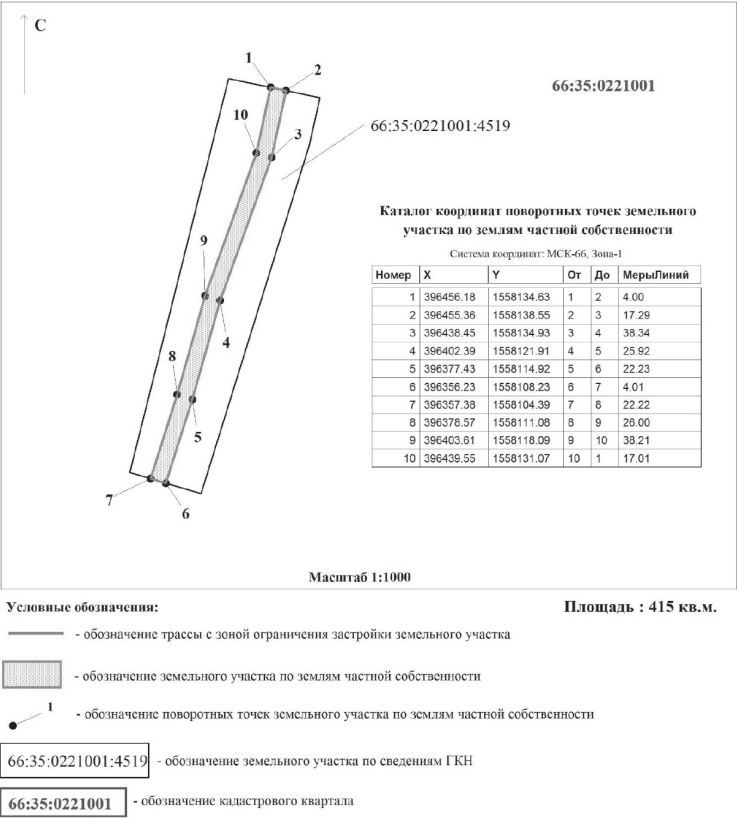 С
1
2
66:35:0221001
10
3
66:35:0221001:4519
Каталог координат поворотных точек земельного
участка по землям частной собственности
Система координат: МСК-66, Зона-1
Номер X Y От До МерыЛиний
1 396456.18 1558134.63 1 2 4.00
2 396455.36 1558138.55 2 3 17.29
3 396438.45 1558134.93 3 4 38.34
4 396402.39 1558121.91 4 5 25.92
5 396377.43 1558114.92 5 6 22.23
6 396356.23 1558108.23 6 7 4.01
7 396357.38 1558104.39 7 8 22.22
8 396378.57 1558111.08 8 9 26.00
9 396403.61 1558118.09 9 10 38.21
10 396439.55 1558131.07 10 1 17.01
9
4
8
5
7
6
Масштаб 1:1000
Условные обозначения:
Площадь : 415 кв.м.
- обозначение трассы с зоной ограничения застройки земельного участка
- обозначение земельного участка по землям частной собственности
1
- обозначение поворотных точек земельного участка по землям частной собственности
66:35:0221001:4519 - обозначение земельного участка по сведениям ГКН
66:35:0221001 - обозначение кадастрового квартала